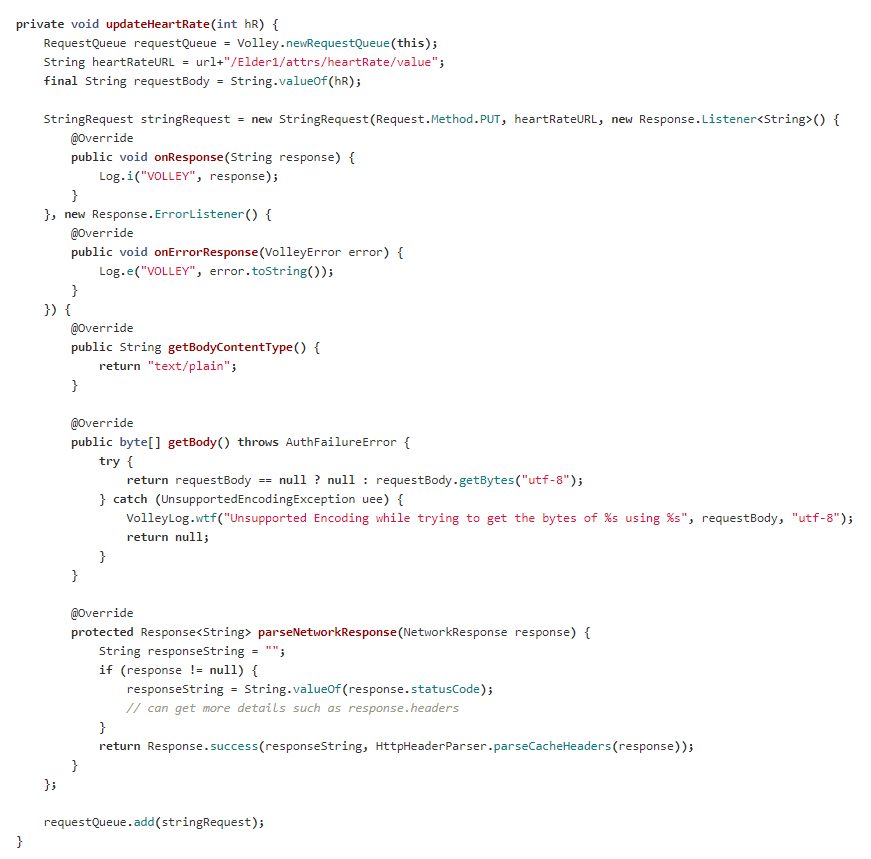 private void updateHeartRate(int hR) {
    RequestQueue requestQueue = Volley.newRequestQueue(this);
    String heartRateURL = url+"/Elder1/attrs/heartRate/value";
    final String requestBody = String.valueOf(hR);

    StringRequest stringRequest = new StringRequest(Request.Method.PUT, heartRateURL, new Response.Listener<String>() {
        @Override
        public void onResponse(String response) {
            Log.i("VOLLEY", response);
        }
    }, new Response.ErrorListener() {
        @Override
        public void onErrorResponse(VolleyError error) {
            Log.e("VOLLEY", error.toString());
        }
    }) {
        @Override
        public String getBodyContentType() {
            return "text/plain";
        }

        @Override
        public byte[] getBody() throws AuthFailureError {
            try {
                return requestBody == null ? null : requestBody.getBytes("utf-8");
            } catch (UnsupportedEncodingException uee) {
                VolleyLog.wtf("Unsupported Encoding while trying to get the bytes of %s using %s", requestBody, "utf-8");
                return null;
            }
        }

        @Override
        protected Response<String> parseNetworkResponse(NetworkResponse response) {
            String responseString = "";
            if (response != null) {
                responseString = String.valueOf(response.statusCode);
                // can get more details such as response.headers
            }
            return Response.success(responseString, HttpHeaderParser.parseCacheHeaders(response));
        }
    };

    requestQueue.add(stringRequest);
}